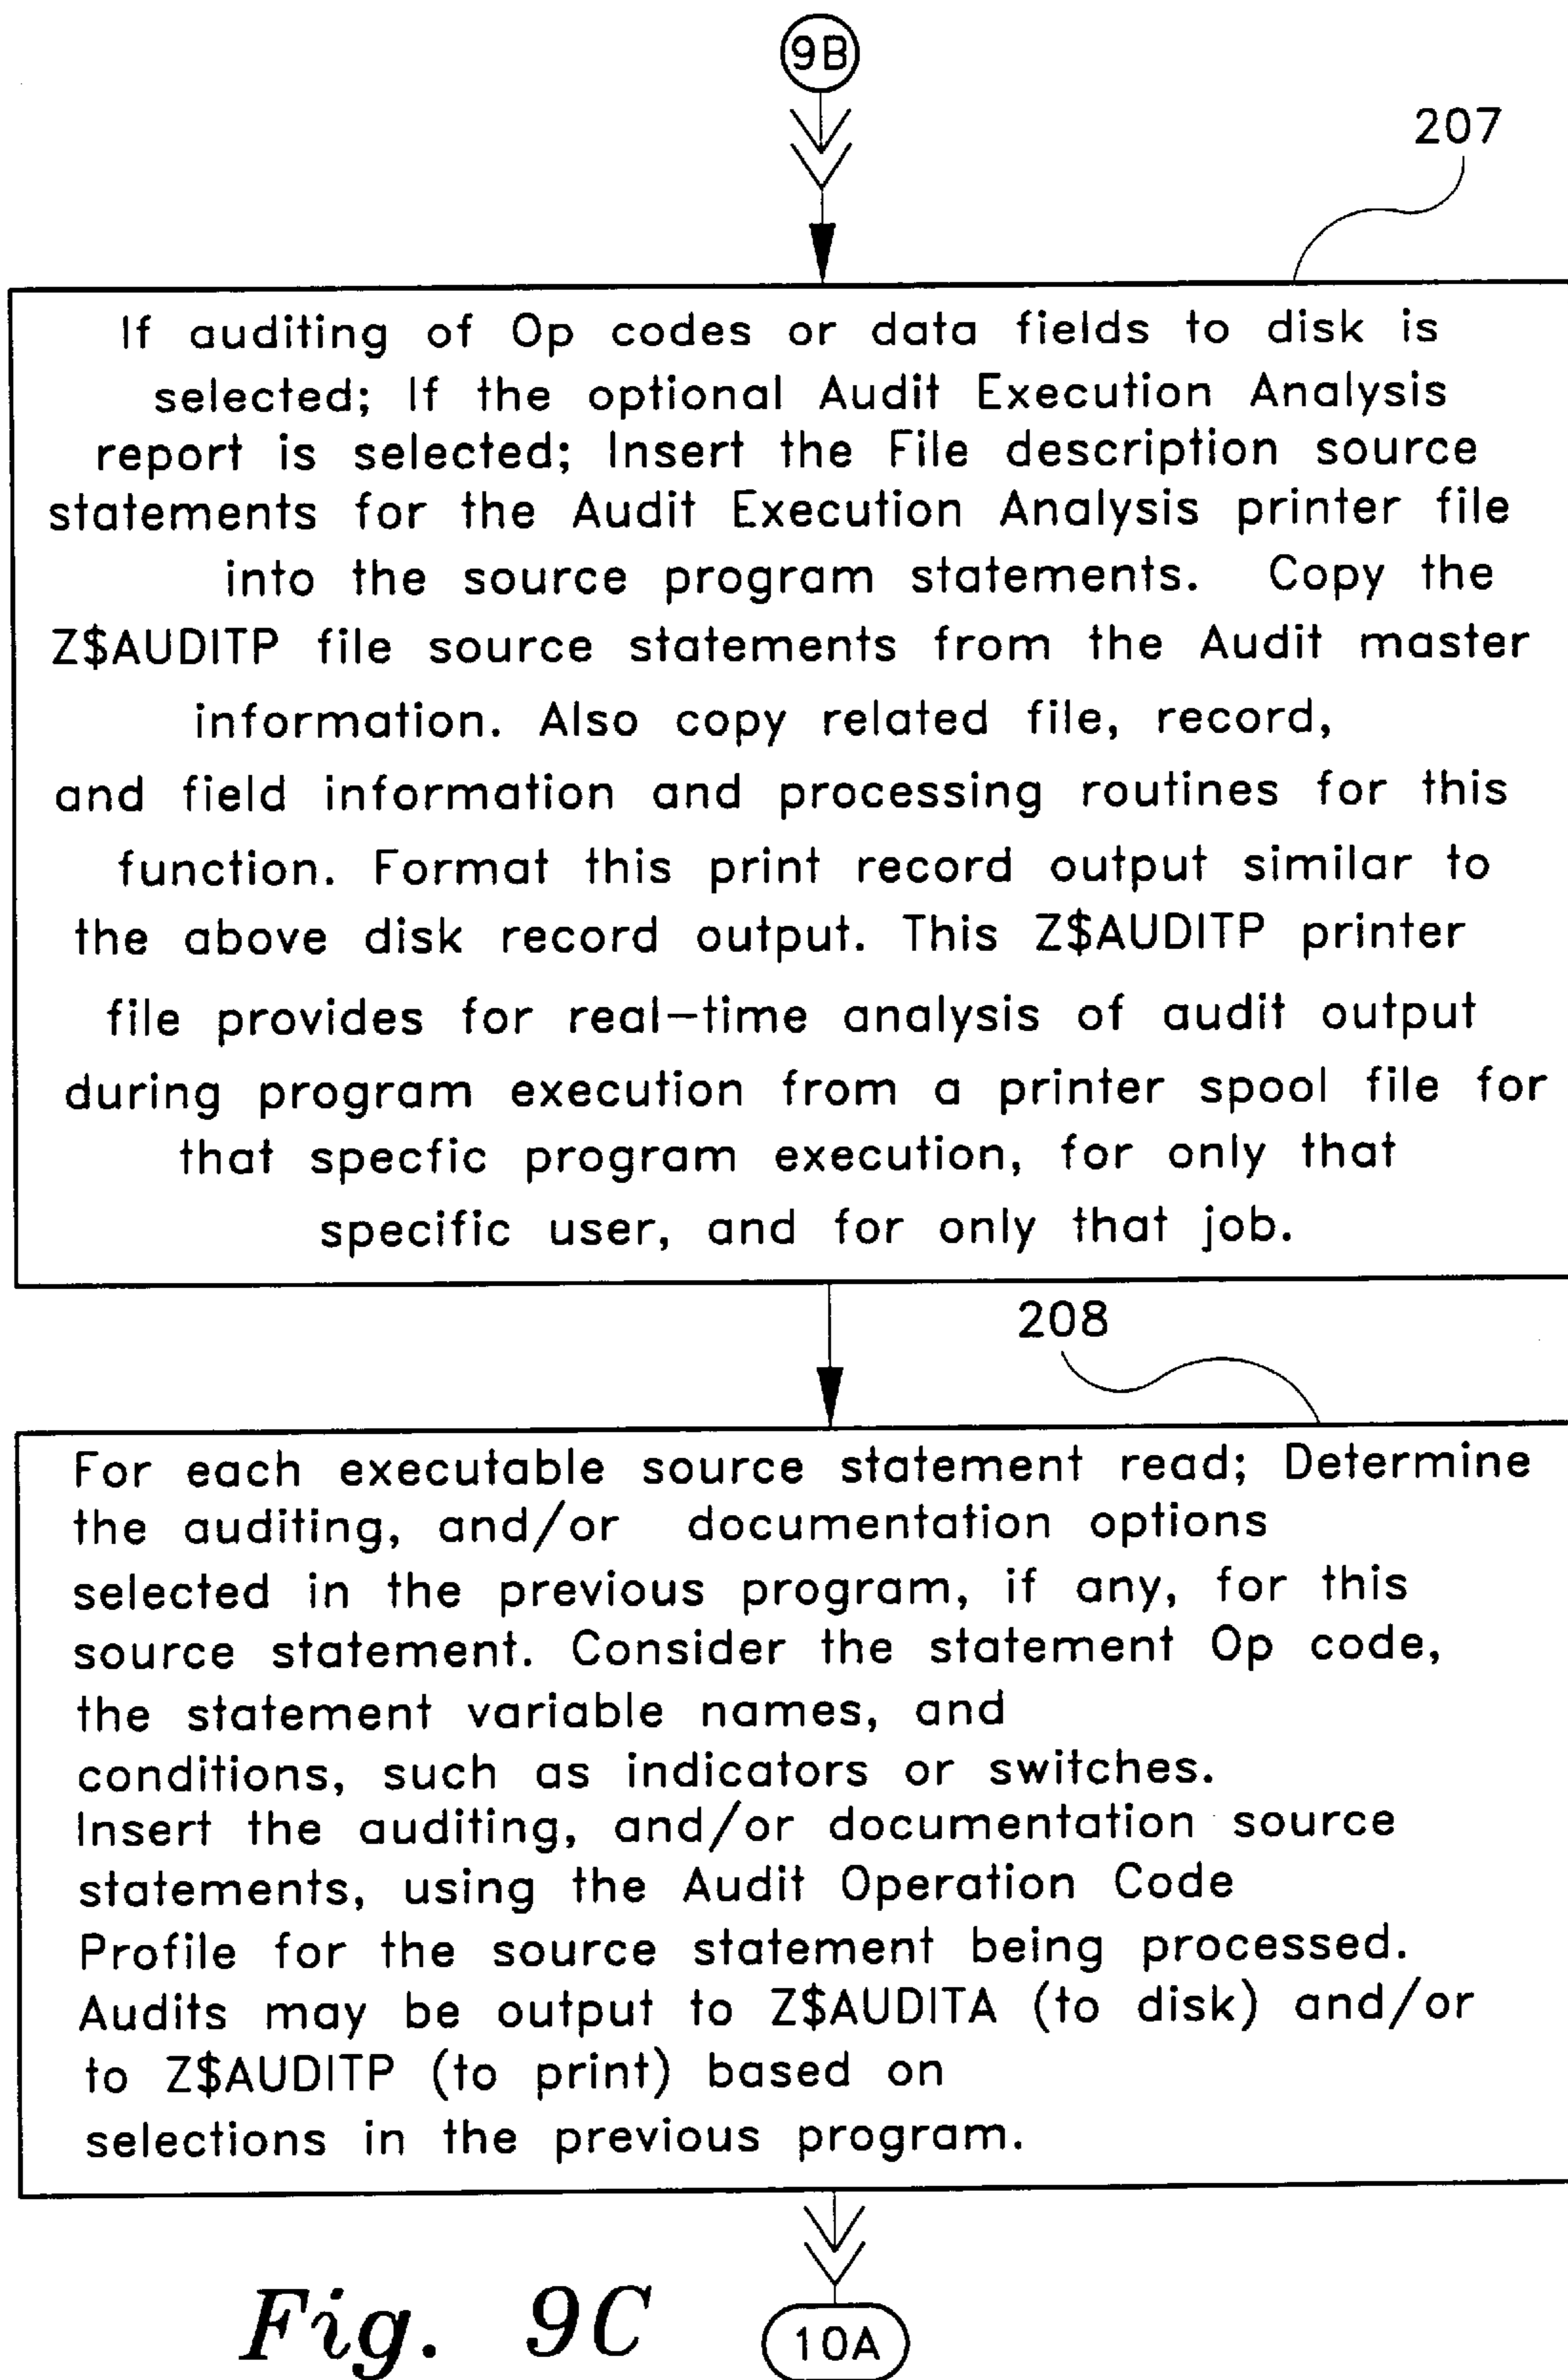 9B
207
If auditing of Op codes or data fields to disk is
selected; If the optional Audit Execution Analysis
report is selected; Insert the File description source
statements for the Audit Execution Analysis printer file
into the source program statements. Copy the
Z$AUDITP file source statements from the Audit master
information. Also copy related file, record,
and field information and processing routines for this
function. Format this print record output similar to
the above disk record output. This Z$AUDITP printer
file provides for real-time analysis of audit output
during program execution from a printer spool file for
that specfic program execution, for only that
specific user, and for only that job.
208
For each executable source statement read; Determine
the auditing, and/or documentation options
selected in the previous program, if any, for this
source statement. Consider the statement Op code,
the statement variable names, and
conditions, such as indicators or switches.
Insert the auditing, and/or documentation source
statements, using the Audit Operation Code
Profile for the source statement being processed.
Audits may be output to Z$AUDITA (to disk) and/or
to Z$AUDITP (to print) based on
selections in the previous program.
Fig. 9C
10A